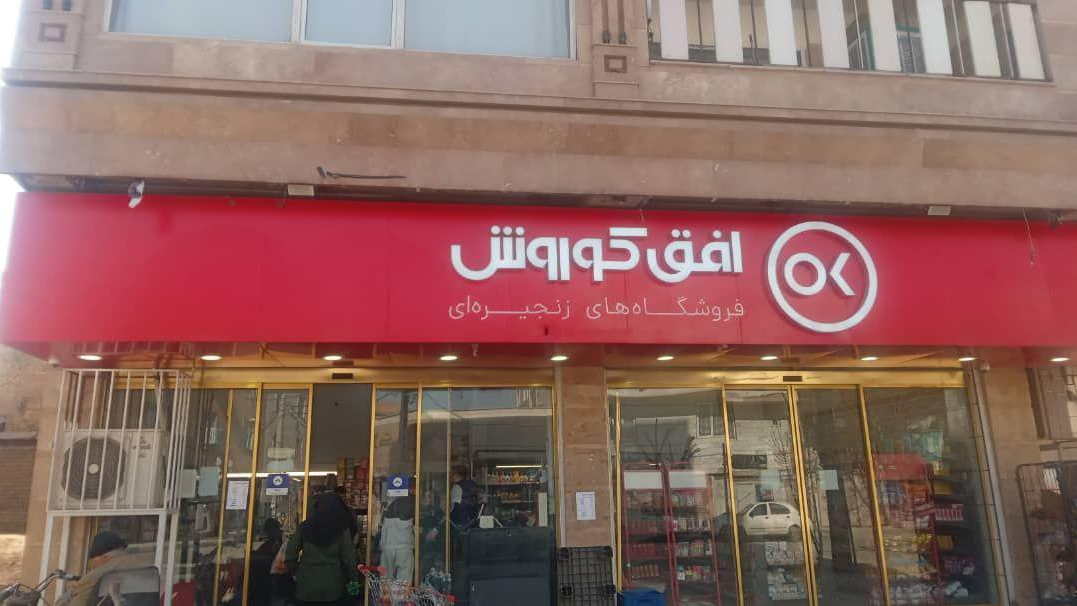 افق کوروش
OK
فروشگاه‌های زنجیره‌ای